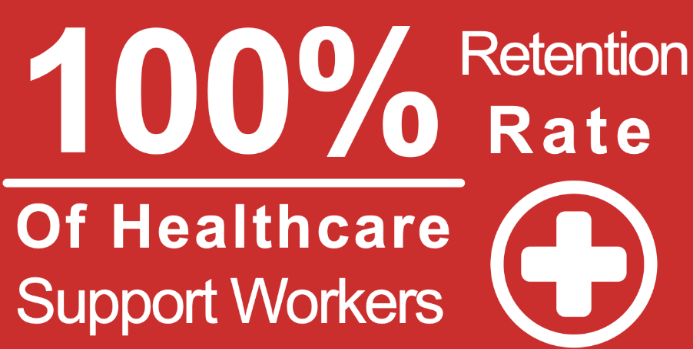 100%
Retention
Rate
Of Healthcare
Support Workers